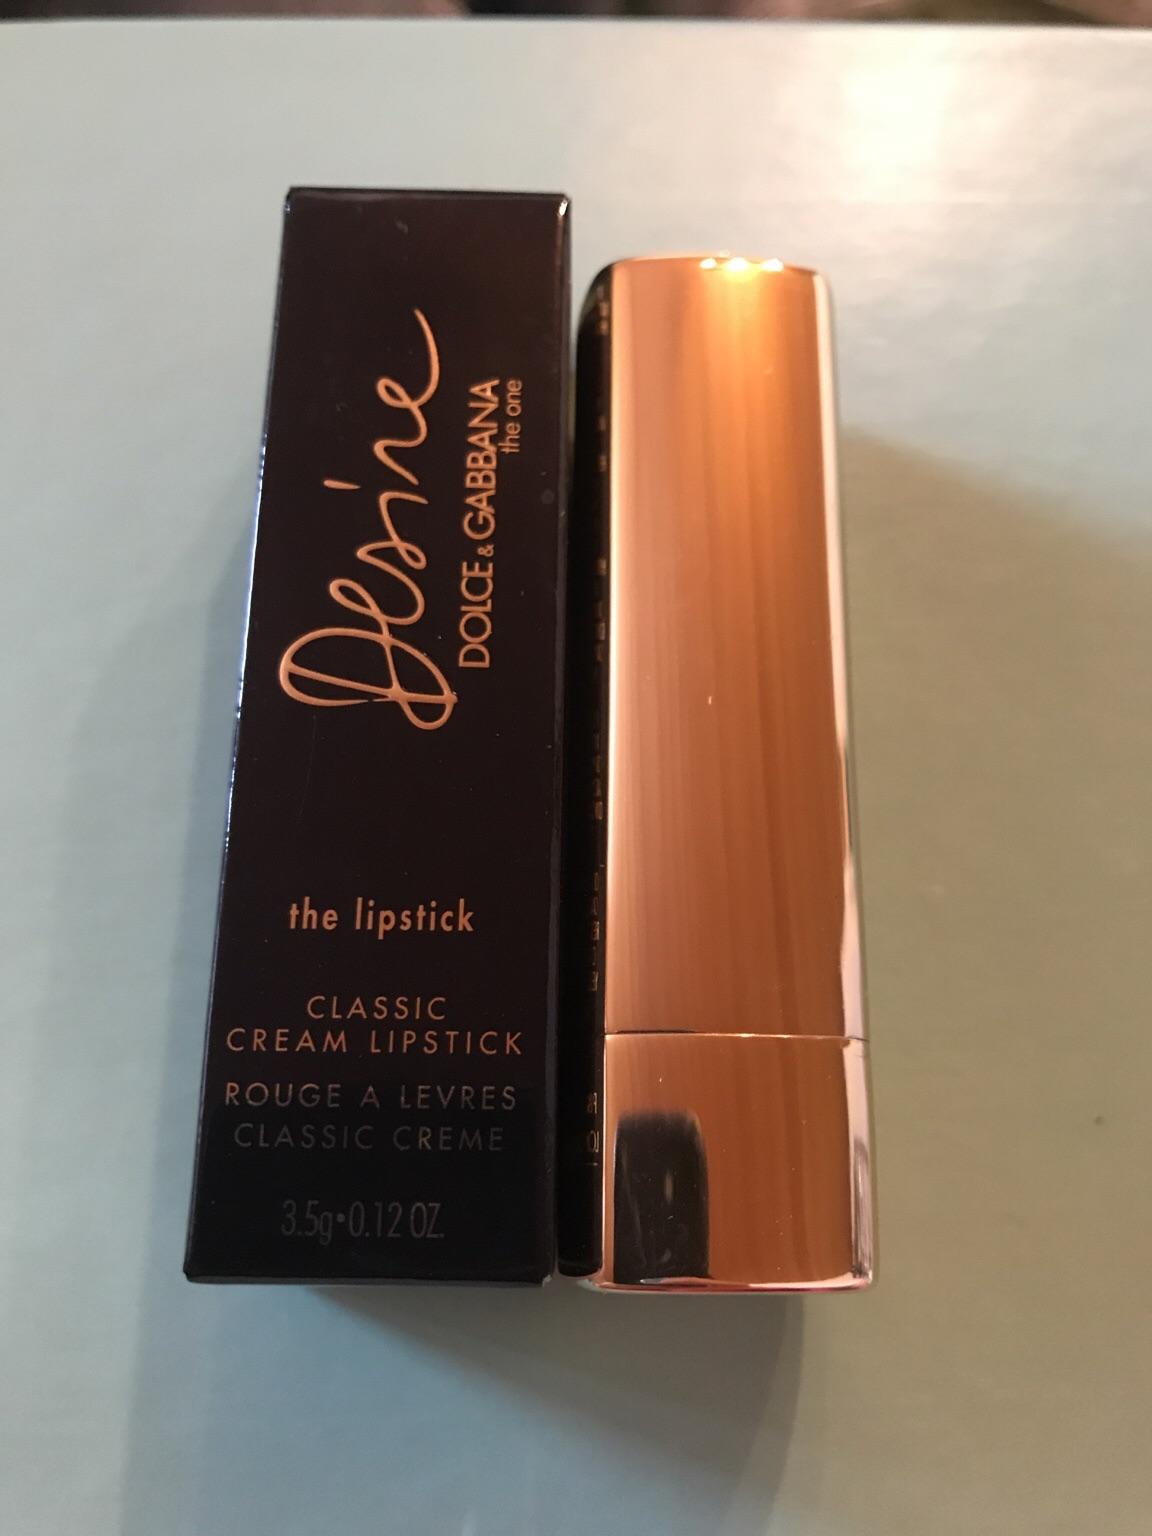 Desire
DOLCE & GABBANA
the one
the lipstick
CLASSIC
CREAM LIPSTICK
ROUGE A LEVRES
CLASSIC CREME
3.5g•0.12 OZ.